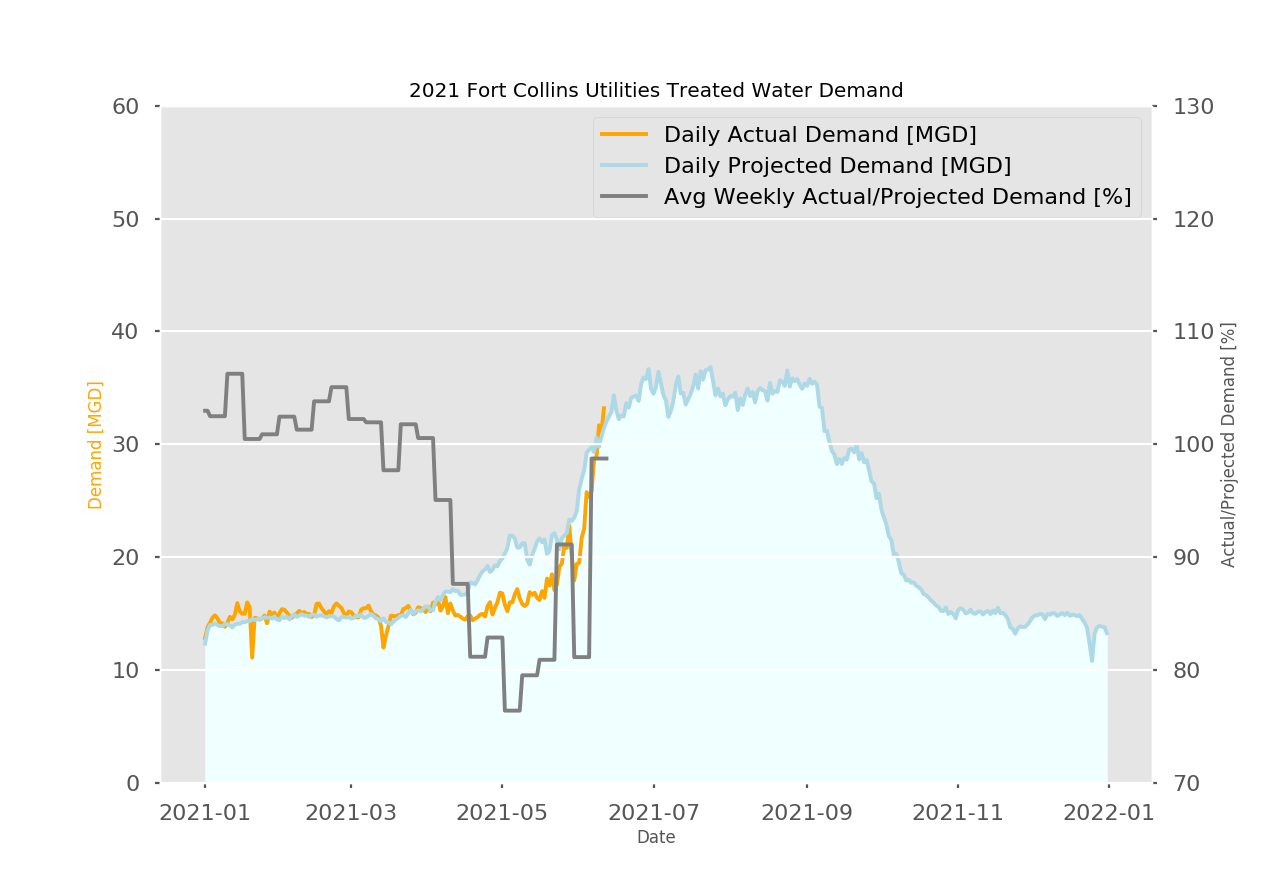 2021 Fort Collins Utilities Treated Water Demand
Daily Actual Demand [MGD]
Daily Projected Demand [MGD]
Avg Weekly Actual/Projected Demand [%]
60
50
40
30
20
10
0
Demand [MGD]
130
120
110
100
90
80
70
Actual/Projected Demand [%]
2021-01 2021-03 2021-05 2021-07 2021-09 2021-11 2022-01
Date